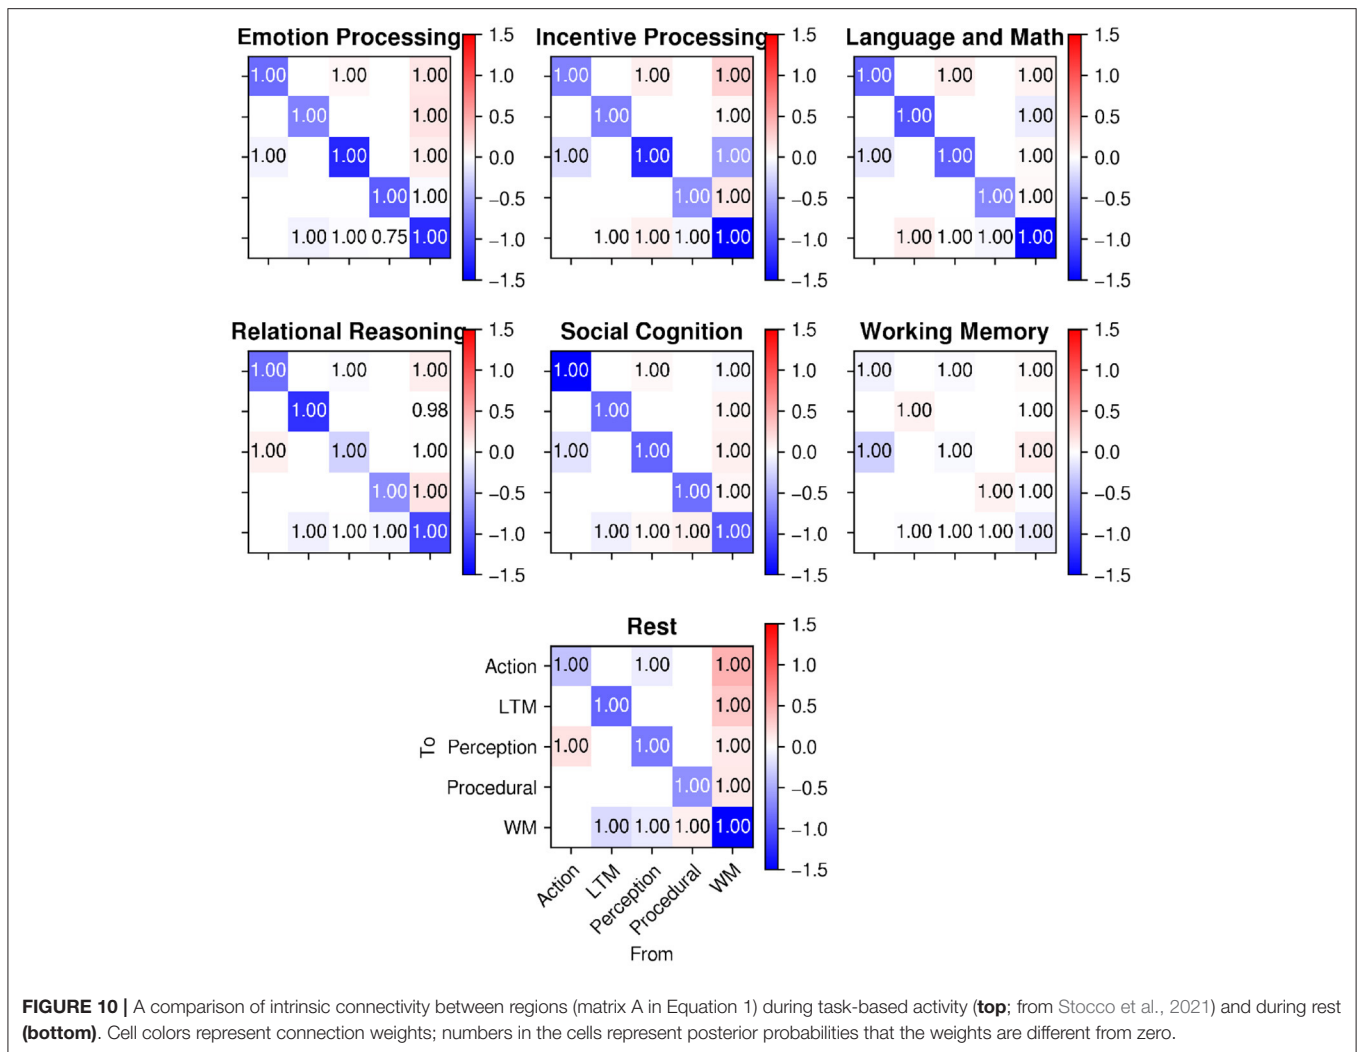 Emotion Processing Incentive Processing Language and Math
1.5 1.5 1.5
1.00 1.00 1.00 1.00 1.00 1.00 1.00 1.00 1.00
1.0 1.0 1.0
1.00 1.00 1.00 1.00 1.00 1.00
0.5 0.5 0.5
1.00 1.00 1.00 0.0 1.00 1.00 1.00 0.0 1.00 1.00 1.00 0.0
−0.5 −0.5 −0.5
1.00 1.00 1.00 1.00 1.00 1.00
1.00 1.00 0.75 1.00 −1.0 1.00 1.00 1.00 1.00 −1.0 1.00 1.00 1.00 1.00 −1.0
−1.5 −1.5 −1.5
Relational Reasoning Social Cognition Working Memory
1.5 1.5 1.5
1.00 1.00 1.00 1.00 1.00 1.00 1.00 1.00 1.00
1.0 1.0 1.0
1.00 0.98 1.00 1.00 1.00 1.00
0.5 0.5 0.5
1.00 1.00 1.00 0.0 1.00 1.00 1.00 0.0 1.00 1.00 1.00 0.0
−0.5 −0.5 −0.5
1.00 1.00 1.00 1.00 1.00 1.00
1.00 1.00 1.00 1.00 −1.0 1.00 1.00 1.00 1.00 −1.0 1.00 1.00 1.00 1.00 −1.0
−1.5 −1.5 −1.5
Rest
1.5
Action 1.00 1.00 1.00
1.0
LTM 1.00 1.00
0.5
To Perception 1.00 1.00 1.00 0.0
−0.5
Procedural 1.00 1.00
WM 1.00 1.00 1.00 1.00 −1.0
−1.5
Action LTM Perception Procedural WM
From
FIGURE 10 | A comparison of intrinsic connectivity between regions (matrix A in Equation 1) during task-based activity (top; from Stocco et al., 2021) and during rest
(bottom). Cell colors represent connection weights; numbers in the cells represent posterior probabilities that the weights are different from zero.